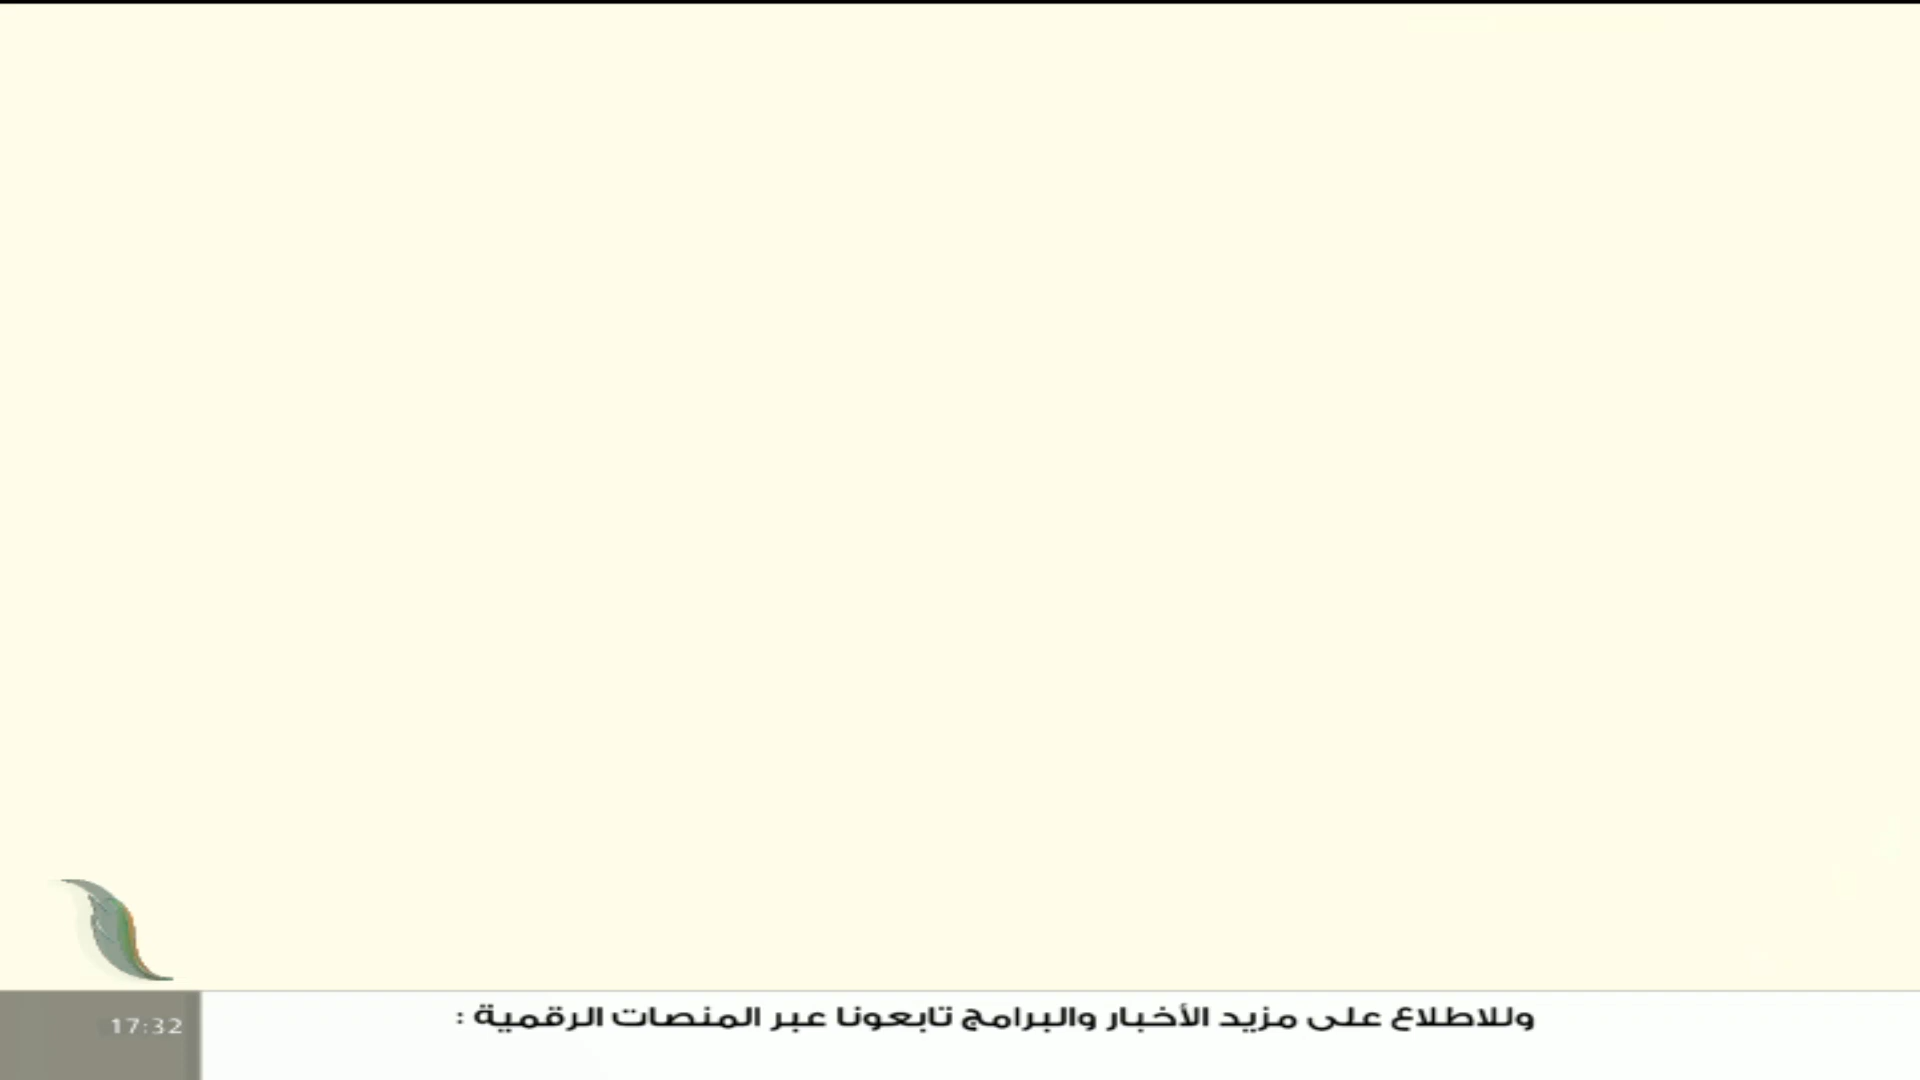 وللاطلاع على مزيد الأخبار والبرامج تابعونا عبر المنصات الرقمية :
17:32